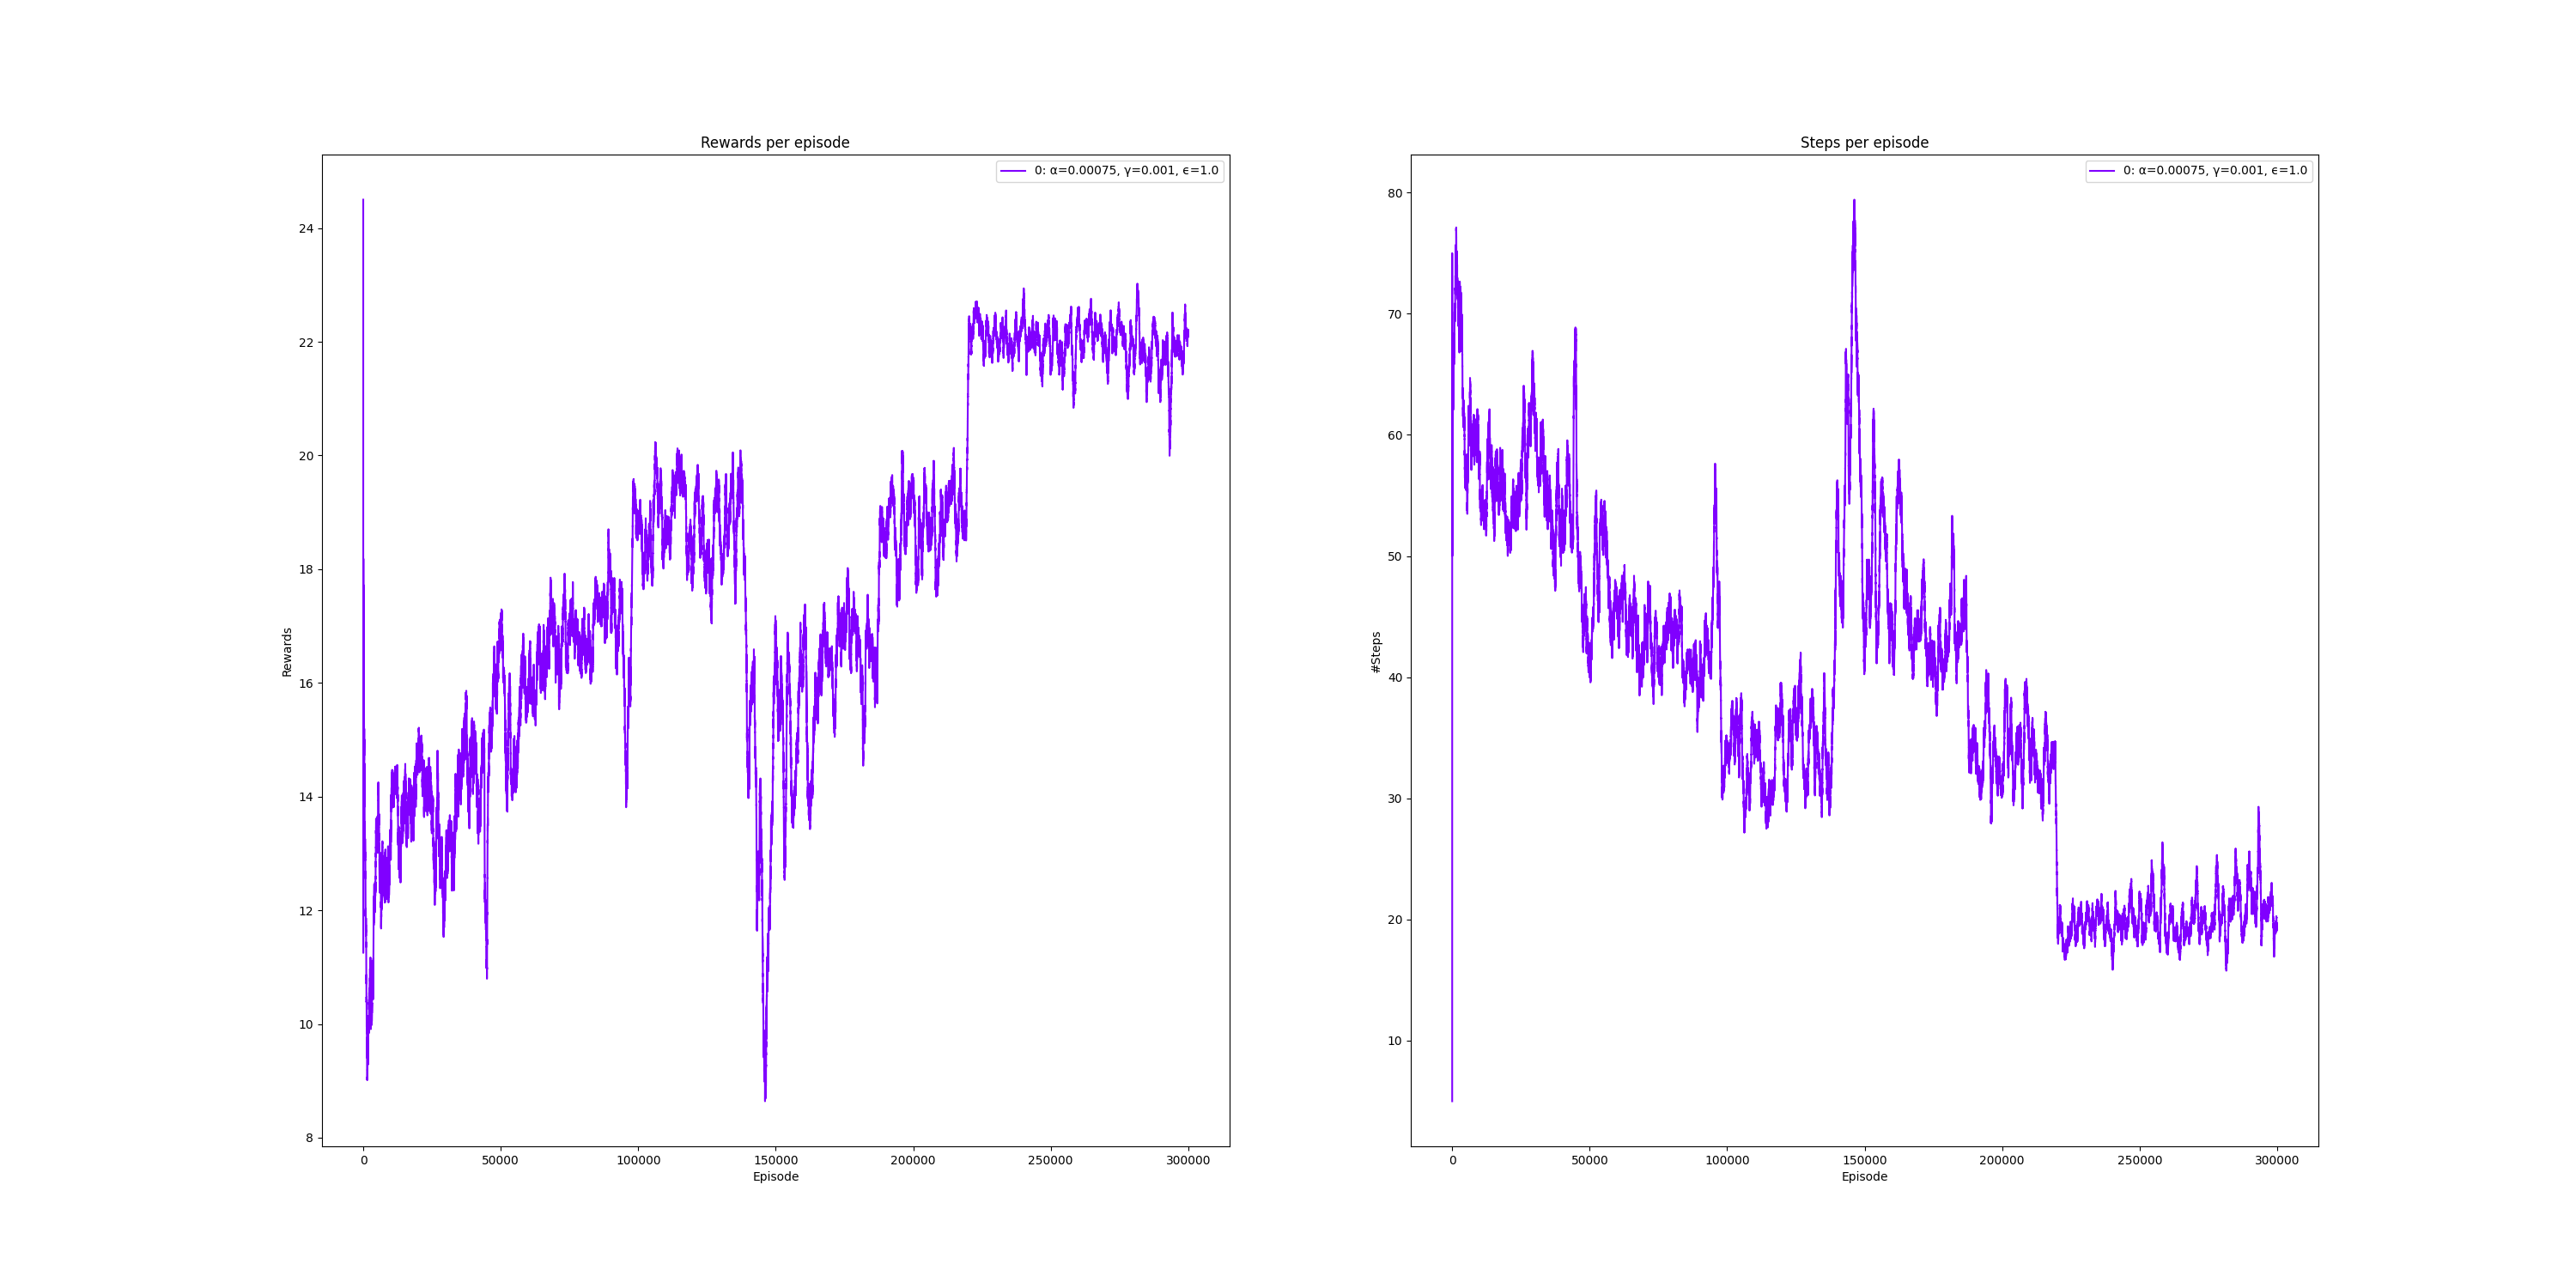 Rewards per episode
0: α=0.00075, γ=0.001, ϵ=1.0
Rewards
24
22
20
18
16
14
12
10
8
0 50000 100000 150000 200000 250000 300000
Episode
Steps per episode
0: α=0.00075, γ=0.001, ϵ=1.0
#Steps
80
70
60
50
40
30
20
10
0 50000 100000 150000 200000 250000 300000
Episode